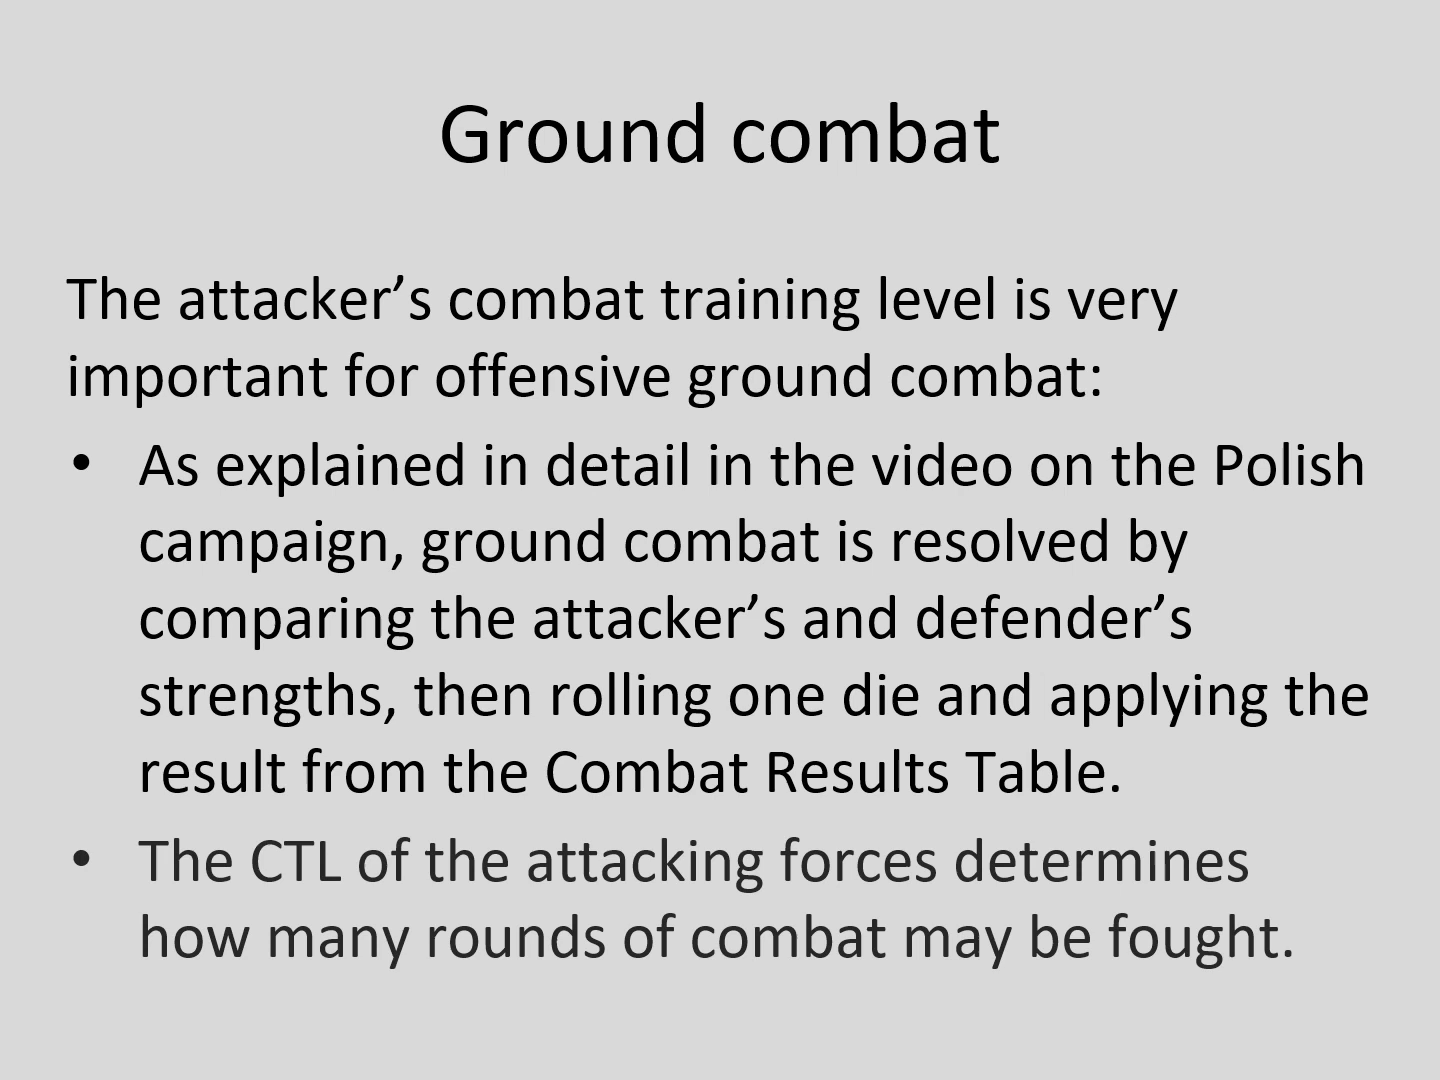 Ground combat
The attacker’s combat training level is very
important for offensive ground combat:
• As explained in detail in the video on the Polish
campaign, ground combat is resolved by
comparing the attacker’s and defender’s
strengths, then rolling one die and applying the
result from the Combat Results Table.
• The CTL of the attacking forces determines
how many rounds of combat may be fought.